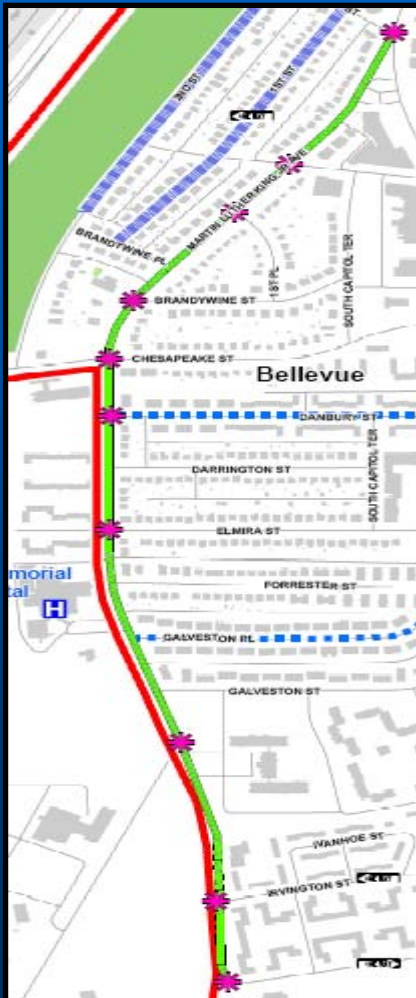 2ND ST
1ST ST
ST
MARTIN LUTHER KING JR AVE
BRANDYWINE PL
BRANDYWINE ST
1ST PL
SOUTH CAPITOL TER
CHESAPEAKE ST
Bellevue
DANBURY ST
DARRINGTON ST
SOUTH CAPITOL TER
ELMIRA ST
morial
tal
FORRESTER ST
H
GALVESTON PL
GALVESTON ST
IVANHOE ST
IRVINGTON ST